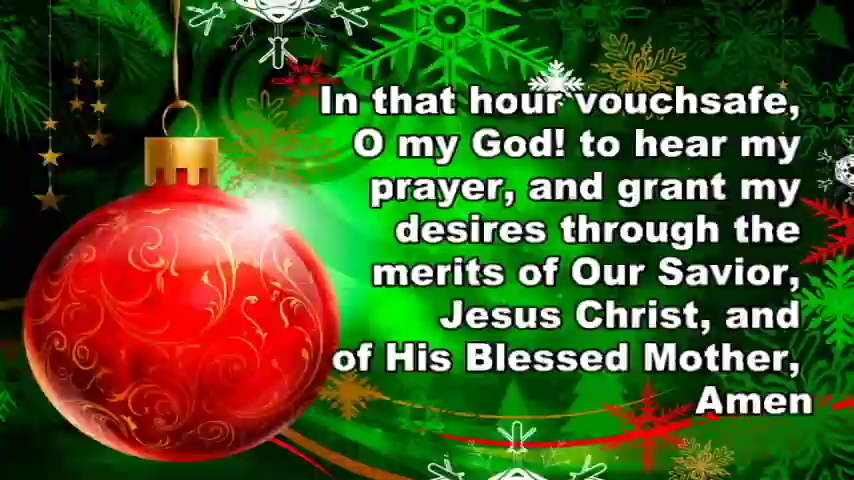 In that hour vouchsafe,
O my God! to hear my
prayer, and grant my
desires through the
merits of Our Savior,
Jesus Christ, and
of His Blessed Mother,
Amen